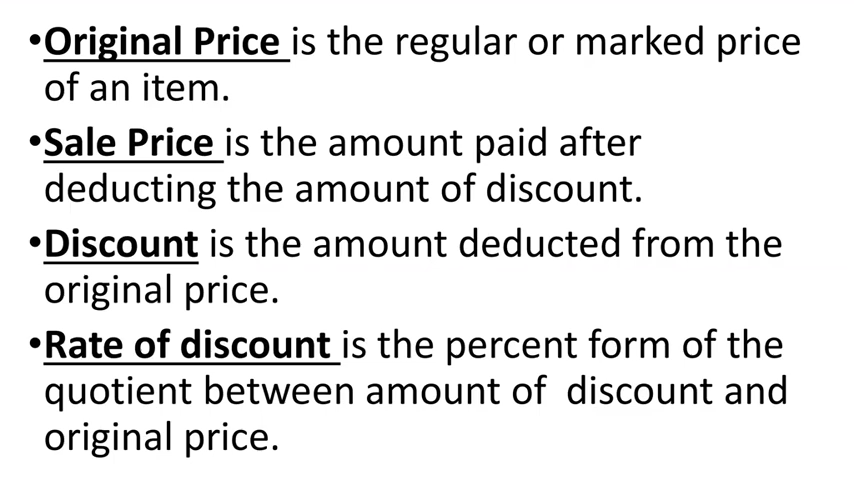 •Original Price is the regular or marked price
of an item.
•Sale Price is the amount paid after
deducting the amount of discount.
•Discount is the amount deducted from the
original price.
•Rate of discount is the percent form of the
quotient between amount of  discount and
original price.